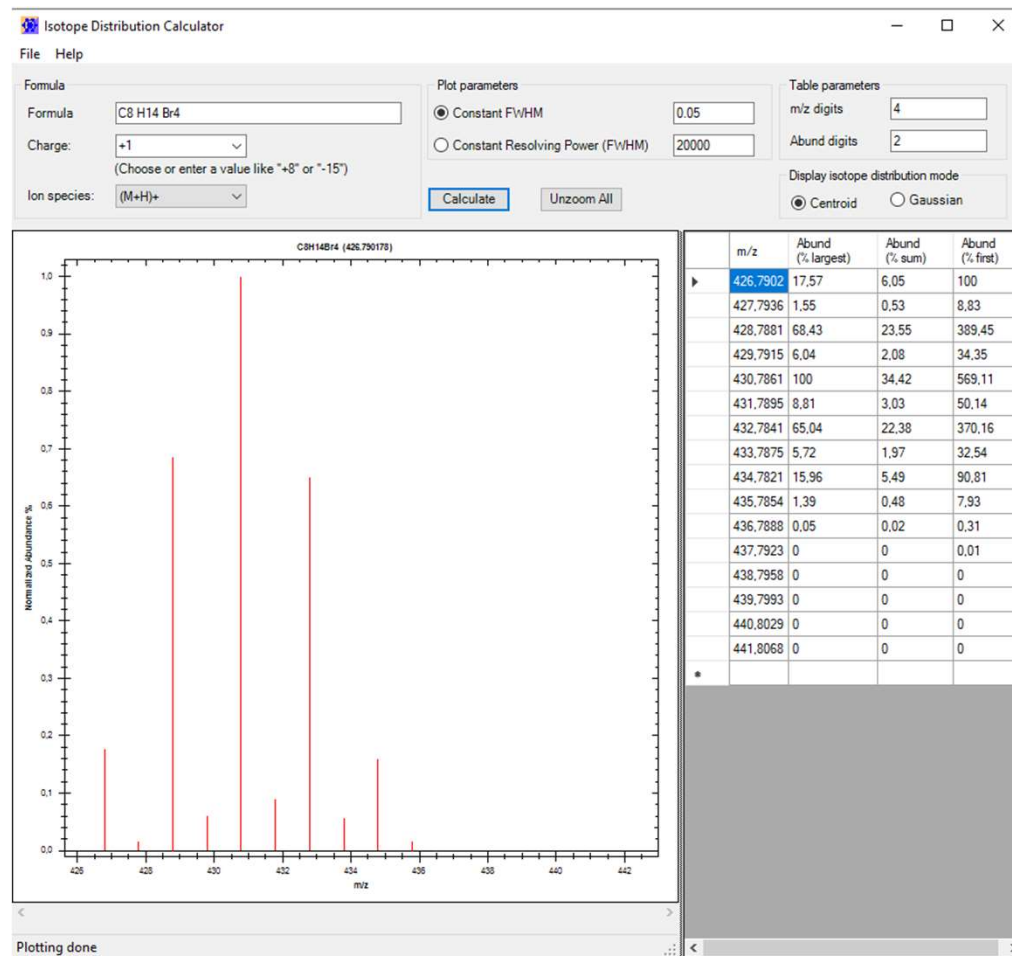 Isotope Distribution Calculator
File Help
Formula
Formula C8 H14 Br4
Charge: +1
(Choose or enter a value like "+8" or "-15")
Ion species: (M+H)+
Plot parameters
Constant FWHM 0.05
Constant Resolving Power (FWHM) 20000
Calculate Unzoom All
Table parameters
m/z digits 4
Abund digits 2
Display isotope distribution mode
Centroid Gaussian
C8H14Br4 (426.790178)
1,0
0,9
0,8
0,7
0,6
0,5
0,4
0,3
0,2
0,1
0,0
Normalized Abundance %
426 428 430 432 434 436 438 440 442
m/z
m/z Abund (% largest) Abund (% sum) Abund (% first)
426,7902 17,57 6,05 100
427,7936 1,55 0,53 8,83
428,7881 68,43 23,55 389,45
429,7915 6,04 2,08 34,35
430,7861 100 34,42 569,11
431,7895 8,81 3,03 50,14
432,7841 65,04 22,38 370,16
433,7875 5,72 1,97 32,54
434,7821 15,96 5,49 90,81
435,7854 1,39 0,48 7,93
436,7888 0,05 0,02 0,31
437,7923 0 0 0,01
438,7958 0 0 0
439,7993 0 0 0
440,8029 0 0 0
441,8068 0 0 0
Plotting done